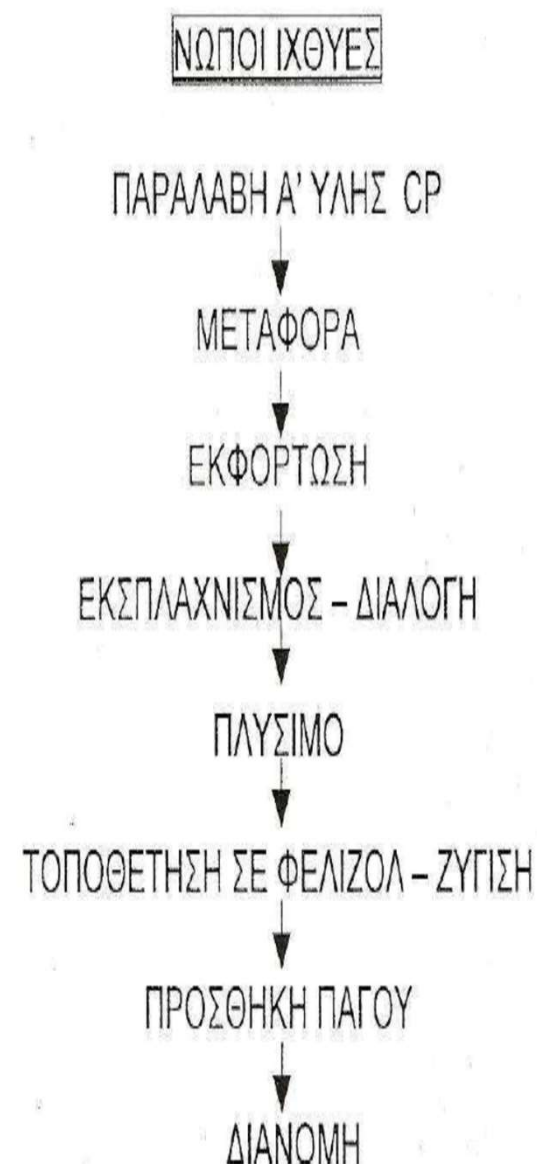 ΝΩΠΟΙ ΙΧΘΥΕΣ
ΠΑΡΑΛΑΒΗ Α' ΥΛΗΣ CP
ΜΕΤΑΦΟΡΑ
ΕΚΦΟΡΤΩΣΗ
ΕΚΣΠΛΑΧΝΙΣΜΟΣ – ΔΙΑΛΟΓΗ
ΠΛΥΣΙΜΟ
ΤΟΠΟΘΕΤΗΣΗ ΣΕ ΦΕΛΙΖΟΛ – ΖΥΓΙΣΗ
ΠΡΟΣΘΗΚΗ ΠΑΓΟΥ
ΔΙΑΝΟΜΗ